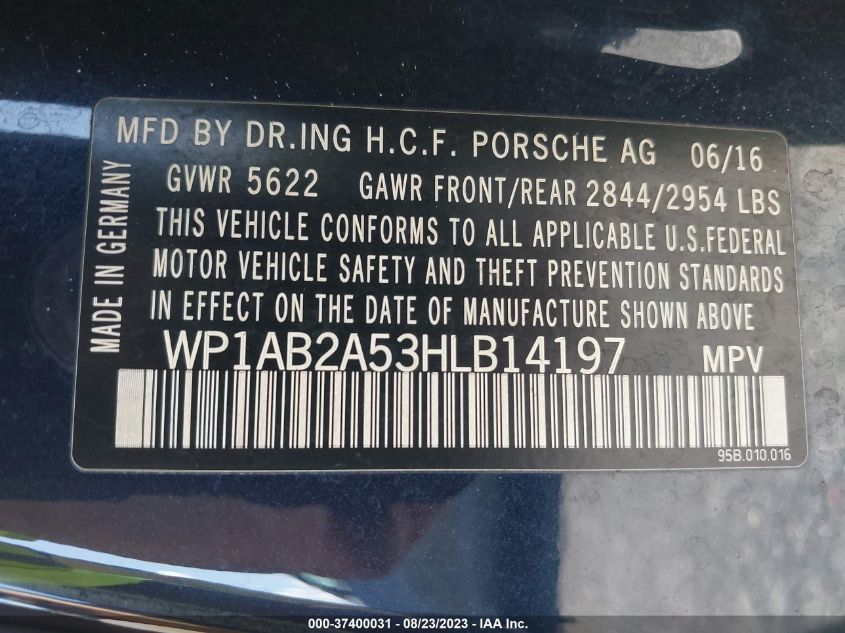 MFD BY DR.ING H.C.F. PORSCHE AG 06/16
GVWR 5622 GAWR FRONT/REAR 2844/2954 LBS
THIS VEHICLE CONFORMS TO ALL APPLICABLE U.S.FEDERAL
MOTOR VEHICLE SAFETY AND THEFT PREVENTION STANDARDS
IN EFFECT ON THE DATE OF MANUFACTURE SHOWN ABOVE
WP1AB2A53HLB14197 MPV
95B.010.016
MADE IN GERMANY
000-37400031 - 08/23/2023 - IAA Inc.